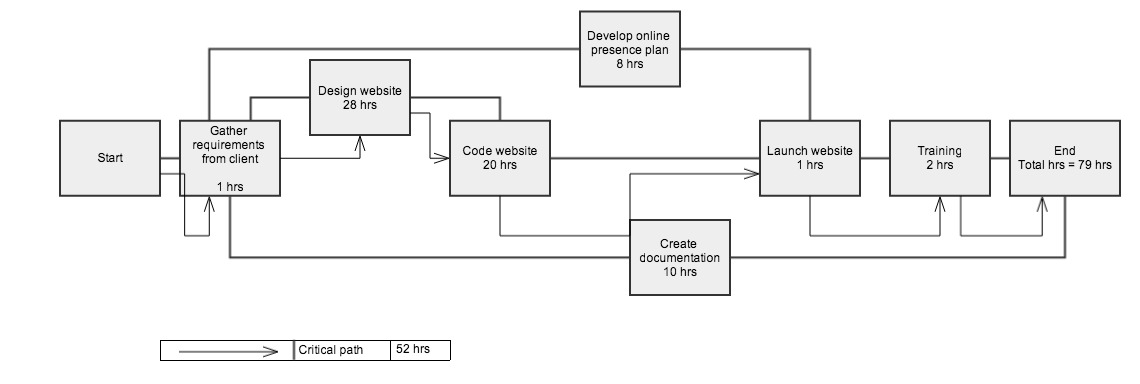 Develop online
presence plan
8 hrs
Design website
28 hrs
Start
Gather
requirements
from client
1 hrs
Code website
20 hrs
Launch website
1 hrs
Training
2 hrs
End
Total hrs = 79 hrs
Create
documentation
10 hrs
Critical path
52 hrs